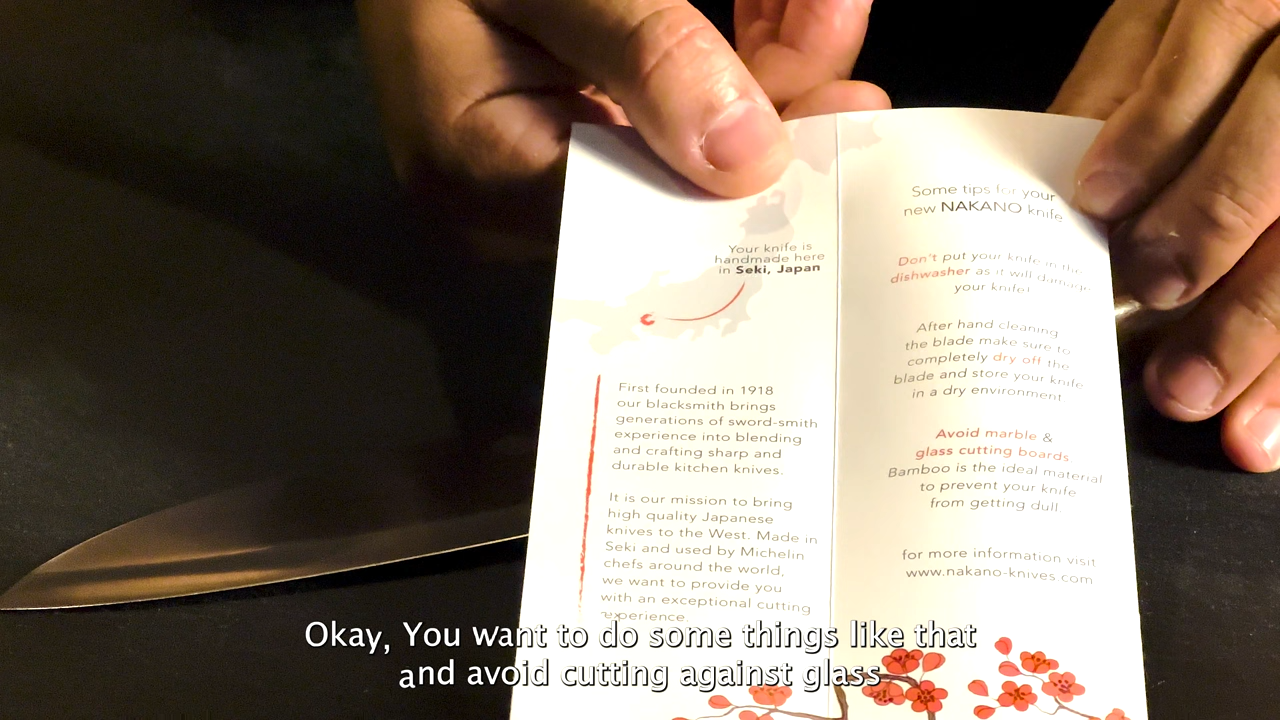 Your knife is
handmade here
in Seki, Japan
First founded in 1918
our blacksmith brings
generations of sword-smith
experience into blending
and crafting sharp and
durable kitchen knives.
It is our mission to bring
high quality Japanese
knives to the West. Made in
Seki and used by Michelin
chefs around the world,
we want to provide you
with an exceptional cutting
experience.
Some tips for your
new NAKANO knife
Don't put your knife in the
dishwasher as it will damage
your knife!
After hand cleaning
the blade make sure to
completely dry off the
blade and store your knife
in a dry environment.
Avoid marble &
glass cutting boards
Bamboo is the ideal material
to prevent your knife
from getting dull.
for more information visit
www.nakano-knives.com
Okay, You want to do some things like that
and avoid cutting against glass